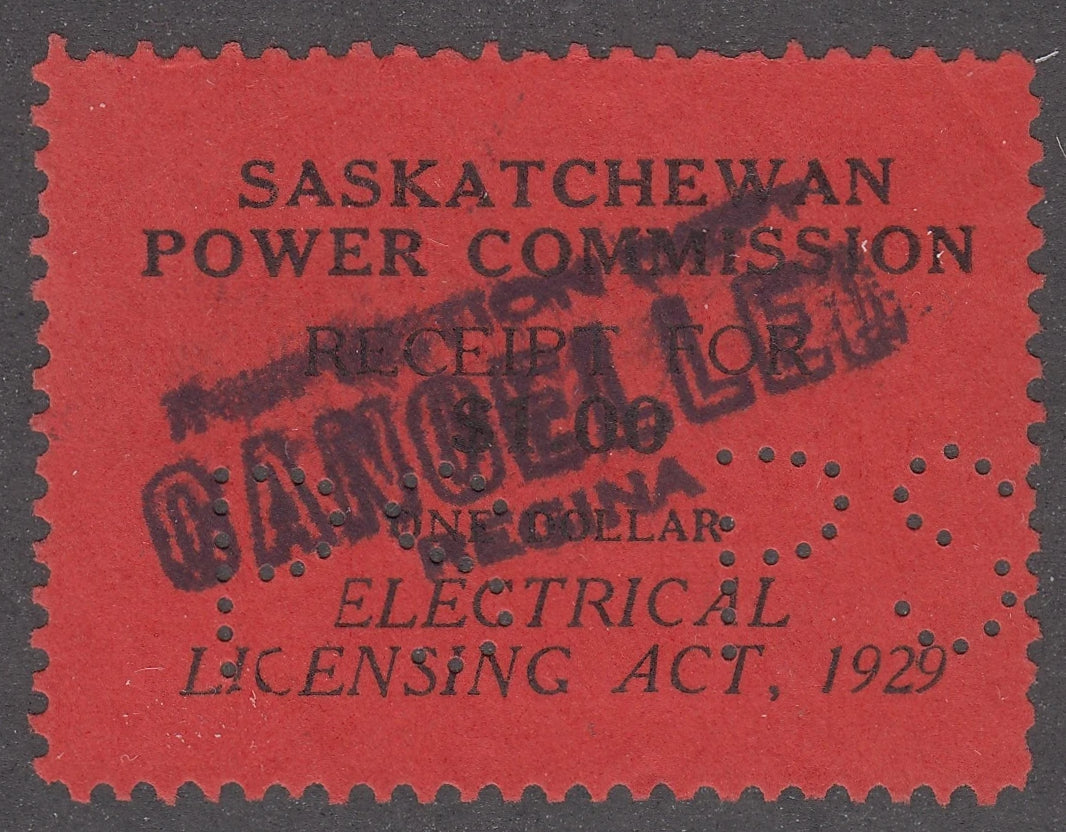 SASKATCHEWAN
POWER COMMISSION
RECEIPT FOR
$1.00
ONE DOLLAR
ELECTRICAL
LICENSING ACT, 1929
CANCELLED
REGINA